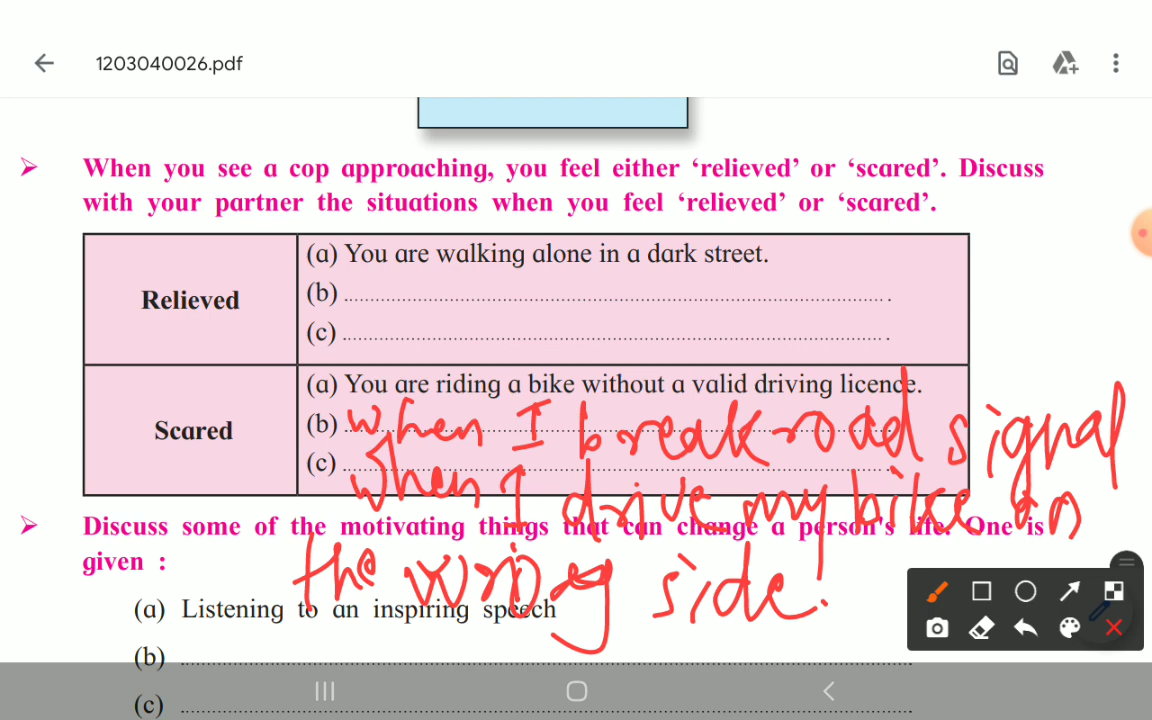 1203040026.pdf
➢ When you see a cop approaching, you feel either ‘relieved’ or ‘scared’. Discuss
with your partner the situations when you feel ‘relieved’ or ‘scared’.
Relieved
(a) You are walking alone in a dark street.
(b) .................................................................................................... .
(c) .................................................................................................... .
Scared
(a) You are riding a bike without a valid driving licence.
(b) when I break road signal
(c) when I drive my bike on
the wrong side!
➢ Discuss some of the motivating things that can change a person's life. One is
given :
(a) Listening to an inspiring speech
(b) ....................................................................................................
(c) ....................................................................................................